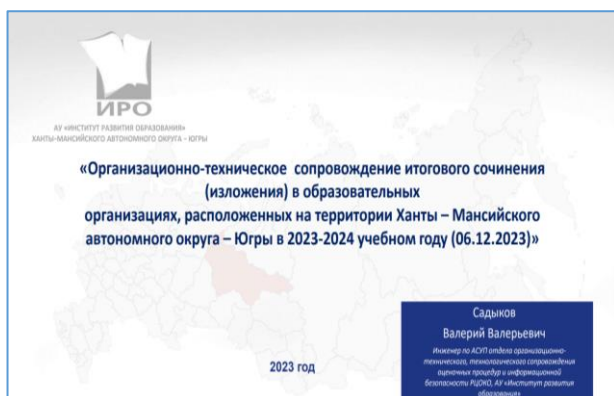 ИРО
АУ «ИНСТИТУТ РАЗВИТИЯ ОБРАЗОВАНИЯ»
ХАНТЫ-МАНСИЙСКОГО АВТОНОМНОГО ОКРУГА – ЮГРЫ
«Организационно-техническое сопровождение итогового сочинения
(изложения) в образовательных
организациях, расположенных на территории Ханты – Мансийского
автономного округа – Югры в 2023-2024 учебном году (06.12.2023)»
Садыков
Валерий Валерьевич
Инженер по АСУП отдела организационно-
технического, технологического сопровождения
оценочных процедур и информационной
безопасности РЦОКО, АУ «Институт развития
образования»
2023 год